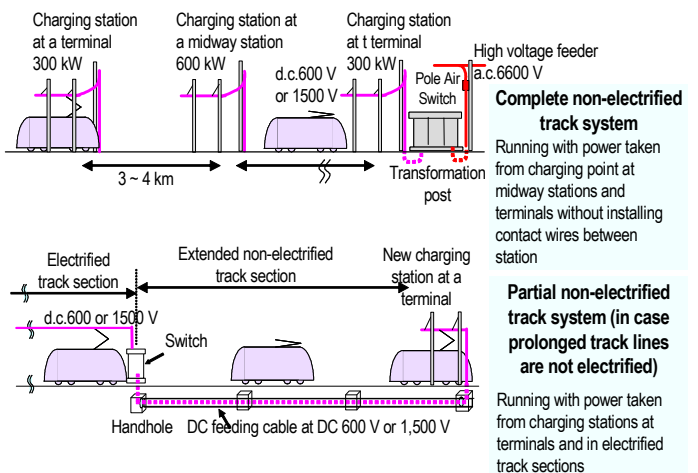 Charging station
at a terminal
300 kW
Charging station at
a midway station
600 kW
Charging station
at t terminal
300 kW
d.c.600 V
or 1500 V
Pole Air
Switch
High voltage feeder
a.c.6600 V
3 ~ 4 km
Transformation
post
Complete non-electrified
track system
Running with power taken
from charging point at
midway stations and
terminals without installing
contact wires between
station
Electrified
track section
Extended non-electrified
track section
New charging
station at a
terminal
d.c.600 or 1500 V
Switch
Handhole
DC feeding cable at DC 600 V or 1,500 V
Partial non-electrified
track system (in case
prolonged track lines
are not electrified)
Running with power taken
from charging stations at
terminals and in electrified
track sections